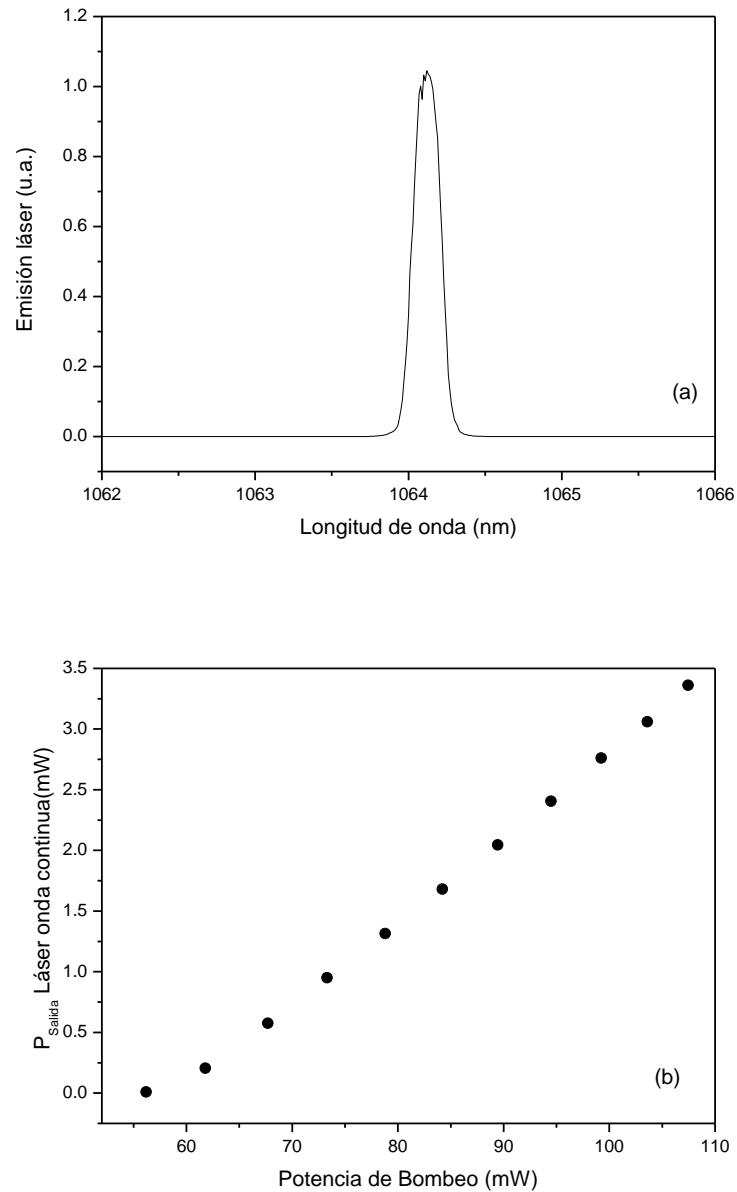 1.2
1.0
0.8
0.6
0.4
0.2
0.0
Emisión láser (u.a.)
(a)
1062 1063 1064 1065 1066
Longitud de onda (nm)
3.5
3.0
2.5
2.0
1.5
1.0
0.5
0.0
PSalida Láser onda continua(mW)
(b)
60 70 80 90 100 110
Potencia de Bombeo (mW)